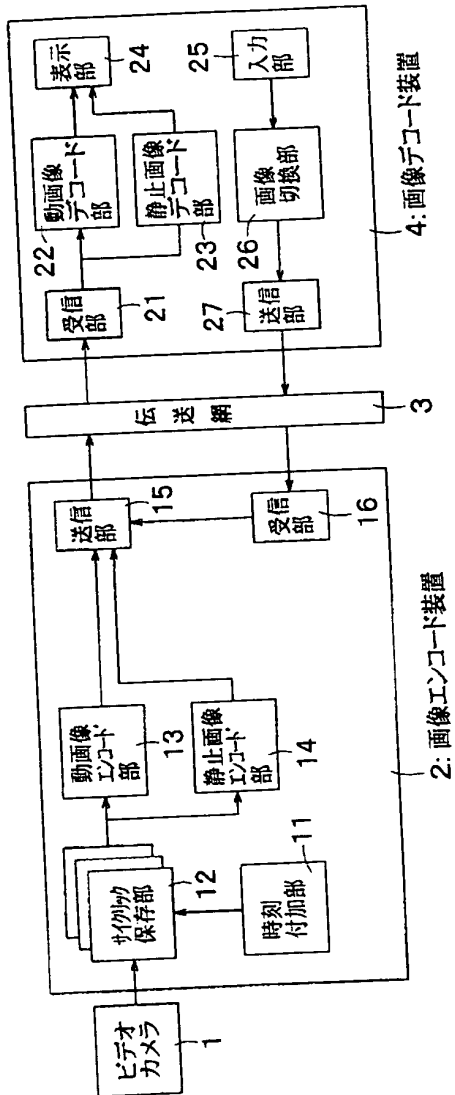 ビデオ
カメラ
1
サイクリック
保存部
12
時刻
付加部
11
動画像
エンコード
部
13
静止画像
エンコード
部
14
送信
部
15
受信
部
16
2: 画像エンコード装置
伝送網
3
受信
部
21
動画像
デコード
部
22
静止画像
デコード
部
23
表示
部
24
入力
部
25
画像
切換部
26
送信
部
27
4: 画像デコード装置